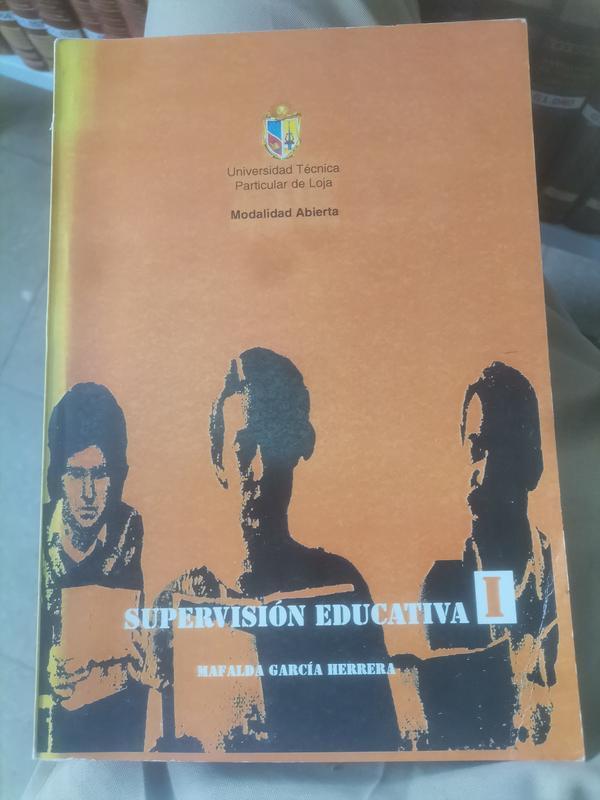 Universidad Técnica
Particular de Loja
Modalidad Abierta
SUPERVISIÓN EDUCATIVA I
MAFALDA GARCÍA HERRERA